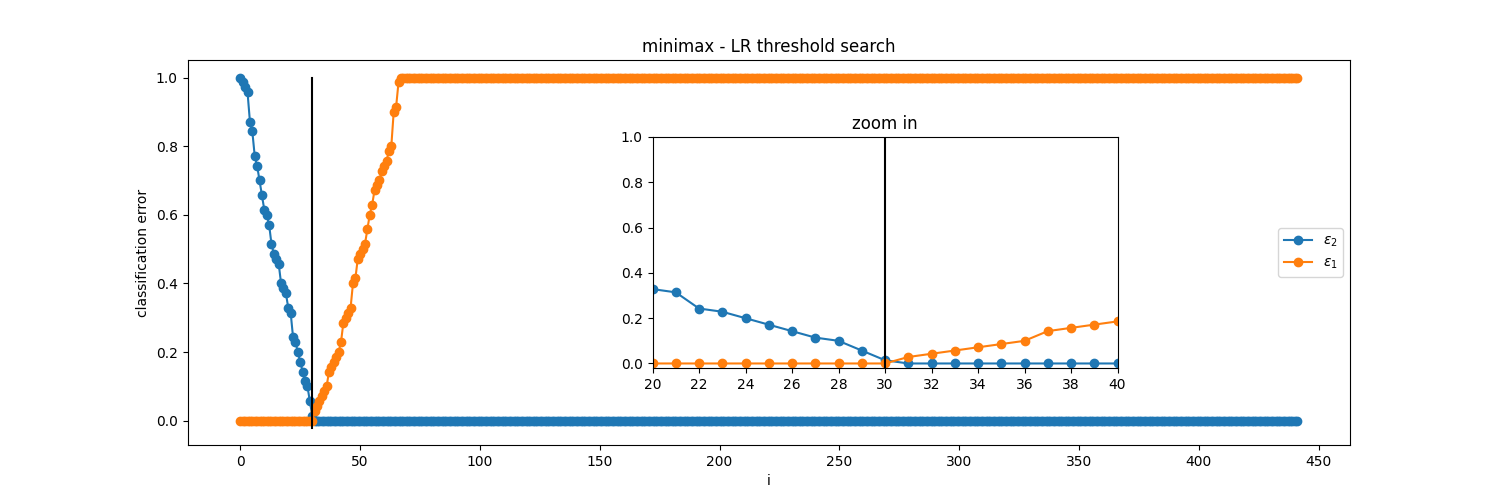 minimax - LR threshold search
classification error
1.0
0.8
0.6
0.4
0.2
0.0
0 50 100 150 200 250 300 350 400 450
i
zoom in
1.0
0.8
0.6
0.4
0.2
0.0
20 22 24 26 28 30 32 34 36 38 40
ε₂
ε₁